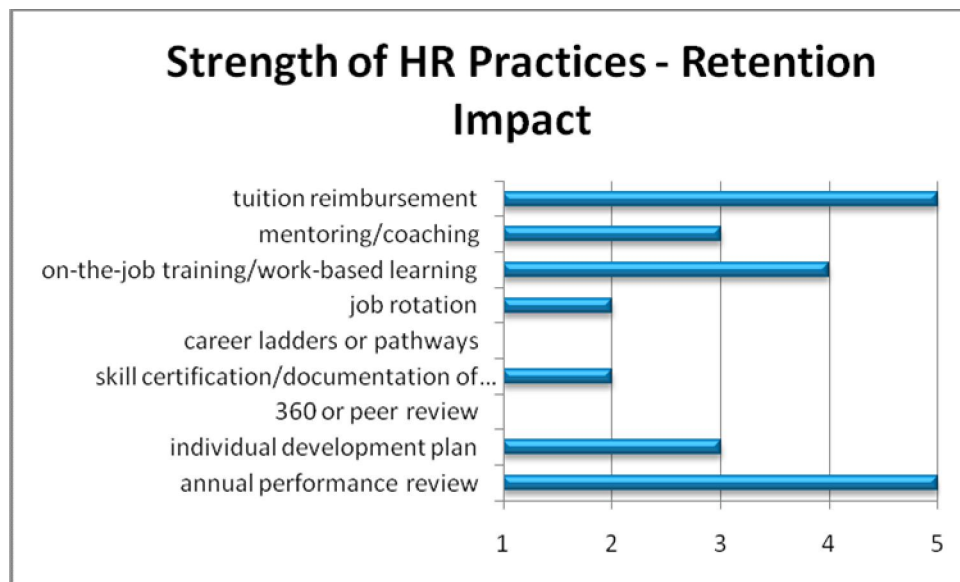 Strength of HR Practices - Retention
Impact
tuition reimbursement
mentoring/coaching
on-the-job training/work-based learning
job rotation
career ladders or pathways
skill certification/documentation of...
360 or peer review
individual development plan
annual performance review
1 2 3 4 5